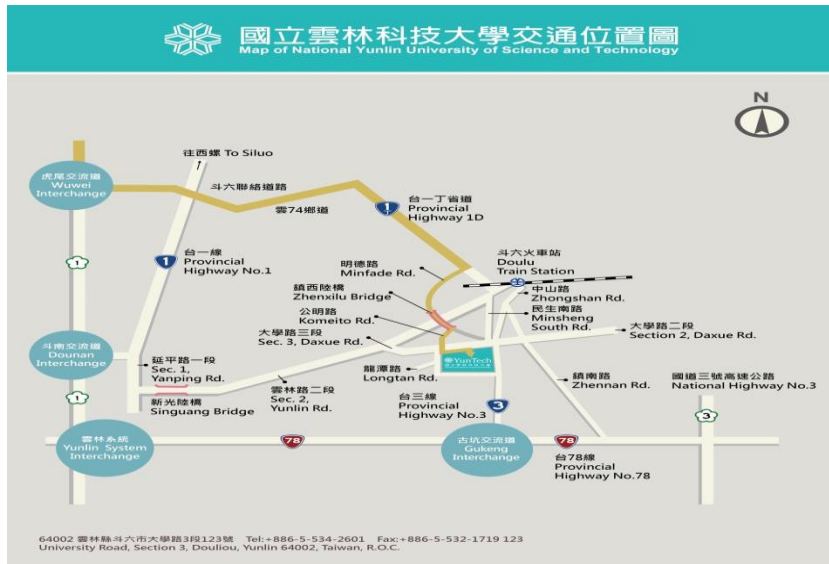 國立雲林科技大學交通位置圖
Map of National Yunlin University of Science and Technology
N
往西螺 To Siluo
虎尾交流道
Wuwei
Interchange
斗六聯絡道路
雲74鄉道
1
台一丁省道
Provincial
Highway 1D
1
台一線
Provincial
Highway No.1
1
明德路
Minfade Rd.
斗六火車站
Doulu
Train Station
鎮西陸橋
Zhenxilu Bridge
中山路
Zhongshan Rd.
公明路
Komeito Rd.
民生南路
Minsheng
South Rd.
大學路三段
Sec. 3, Daxue Rd.
大學路二段
Section 2, Daxue Rd.
斗南交流道
Dounan
Interchange
延平路一段
Sec. 1,
Yanping Rd.
YunTech
龍潭路
Longtan Rd.
鎮南路
Zhennan Rd.
國道三號高速公路
National Highway No.3
新光陸橋
Singuang Bridge
雲林路二段
Sec. 2,
Yunlin Rd.
台三線
Provincial
Highway No.3
1
3
3
雲林系統
Yunlin System
Interchange
78
古坑交流道
Gukeng
Interchange
78
台78線
Provincial
Highway No.78
64002 雲林縣斗六市大學路3段123號 Tel:+886-5-534-2601 Fax:+886-5-532-1719 123
University Road, Section 3, Douliou, Yunlin 64002, Taiwan, R.O.C.